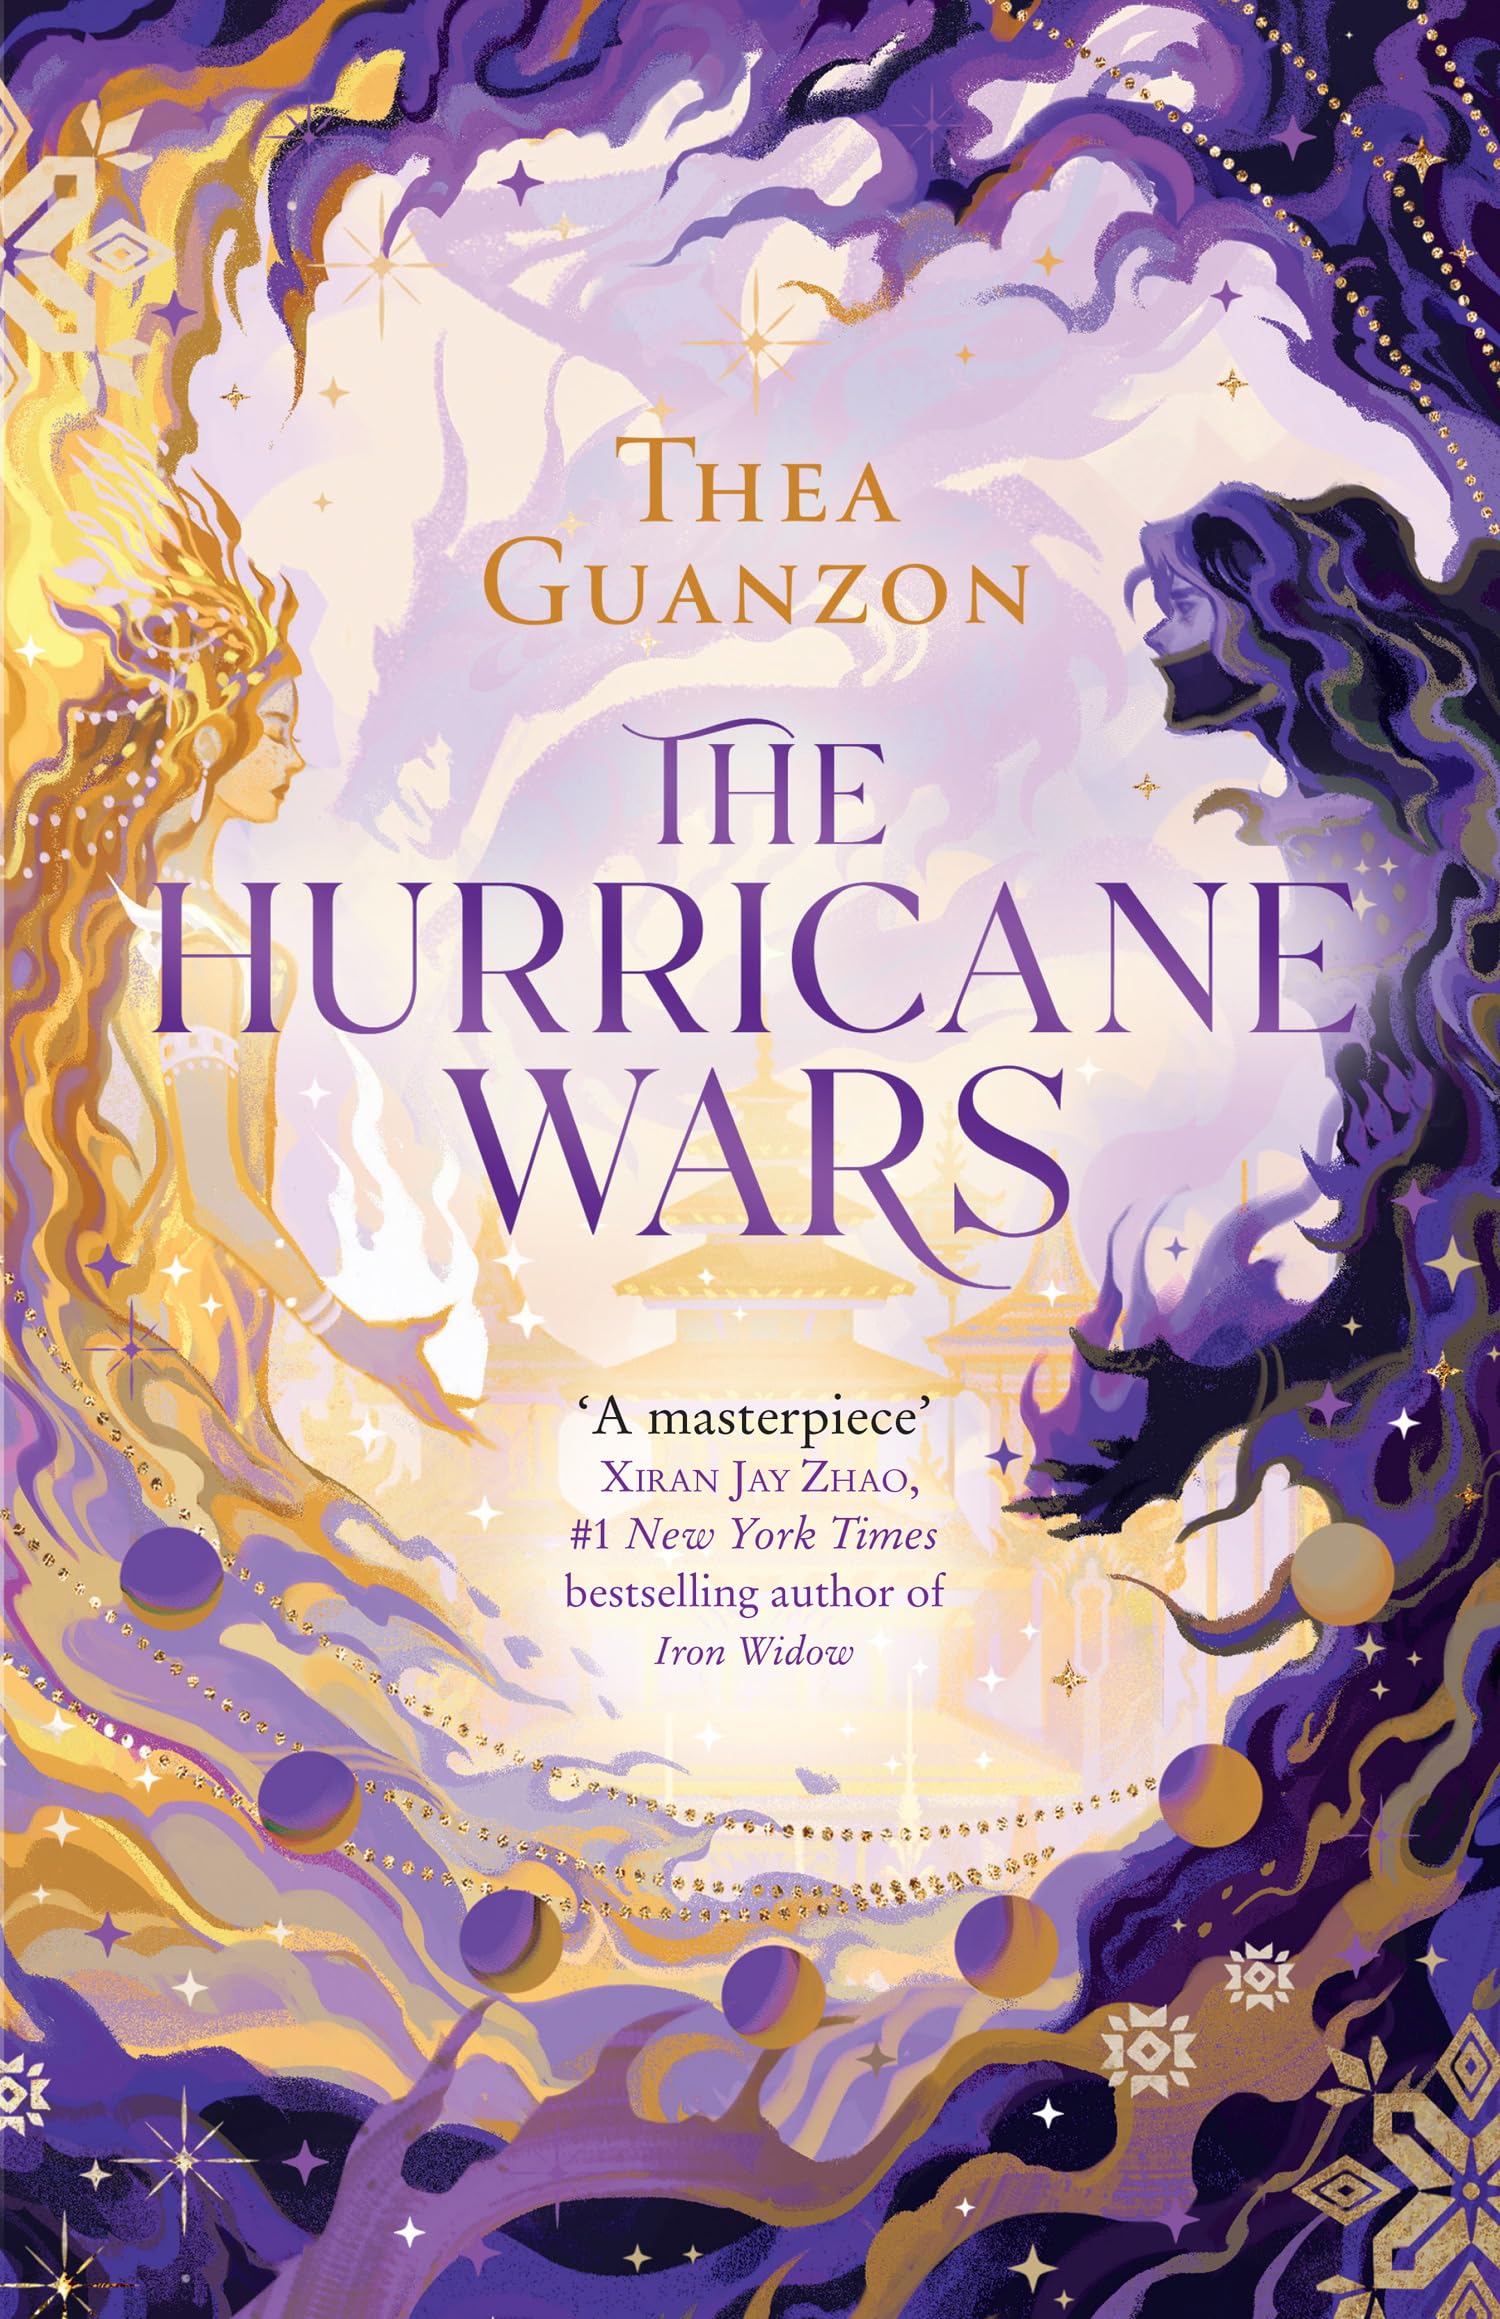 THEA
GUANZON
THE
HURRICANE
WARS
‘A masterpiece’
XIRAN JAY ZHAO,
#1 New York Times
bestselling author of
Iron Widow